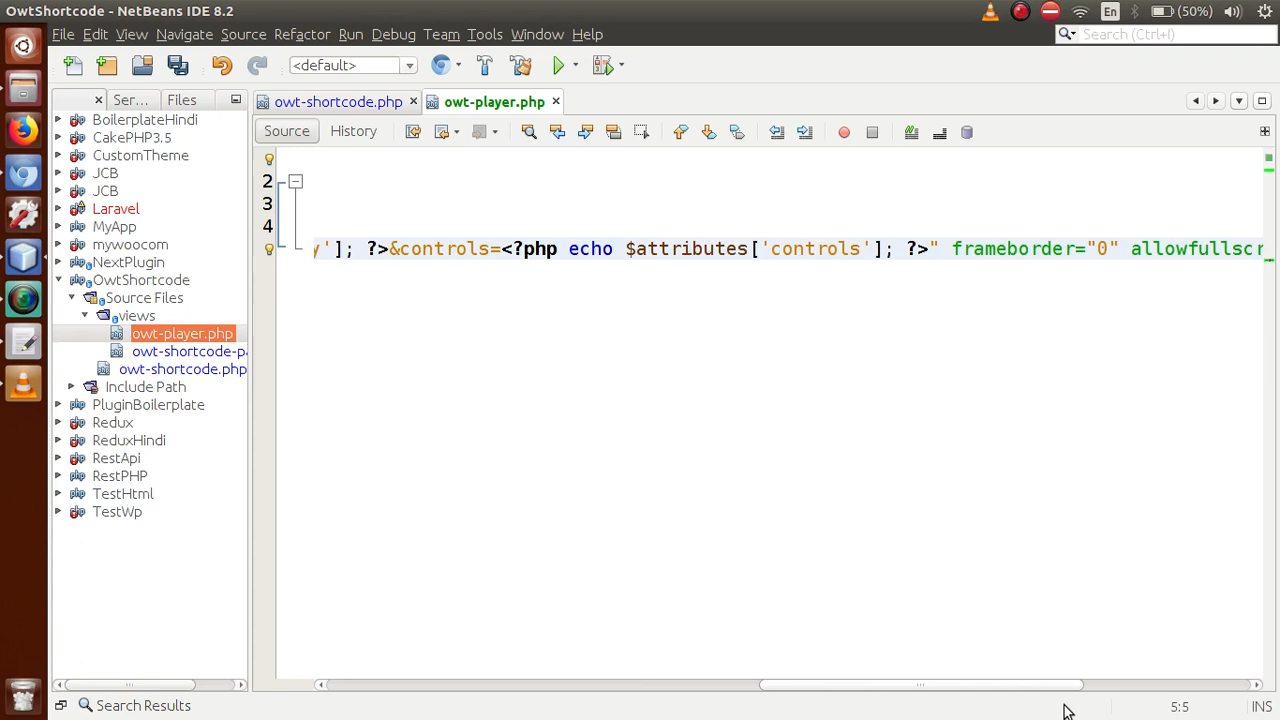 OwtShortcode - NetBeans IDE 8.2
En
(50%)
File Edit View Navigate Source Refactor Run Debug Team Tools Window Help
Search (Ctrl+I)
<default>
Ser... Files
owt-shortcode.php
owt-player.php
Source History
BoilerplateHindi
CakePHP3.5
CustomTheme
JCB
JCB
Laravel
MyApp
mywoocom
NextPlugin
OwtShortcode
Source Files
views
owt-player.php
owt-shortcode-pa
owt-shortcode.php
Include Path
PluginBoilerplate
Redux
ReduxHindi
RestApi
RestPHP
TestHtml
TestWp
2
3
4
y']; ?>&controls=<?php echo $attributes['controls']; ?>" frameborder="0" allowfullscr
Search Results
5:5
INS